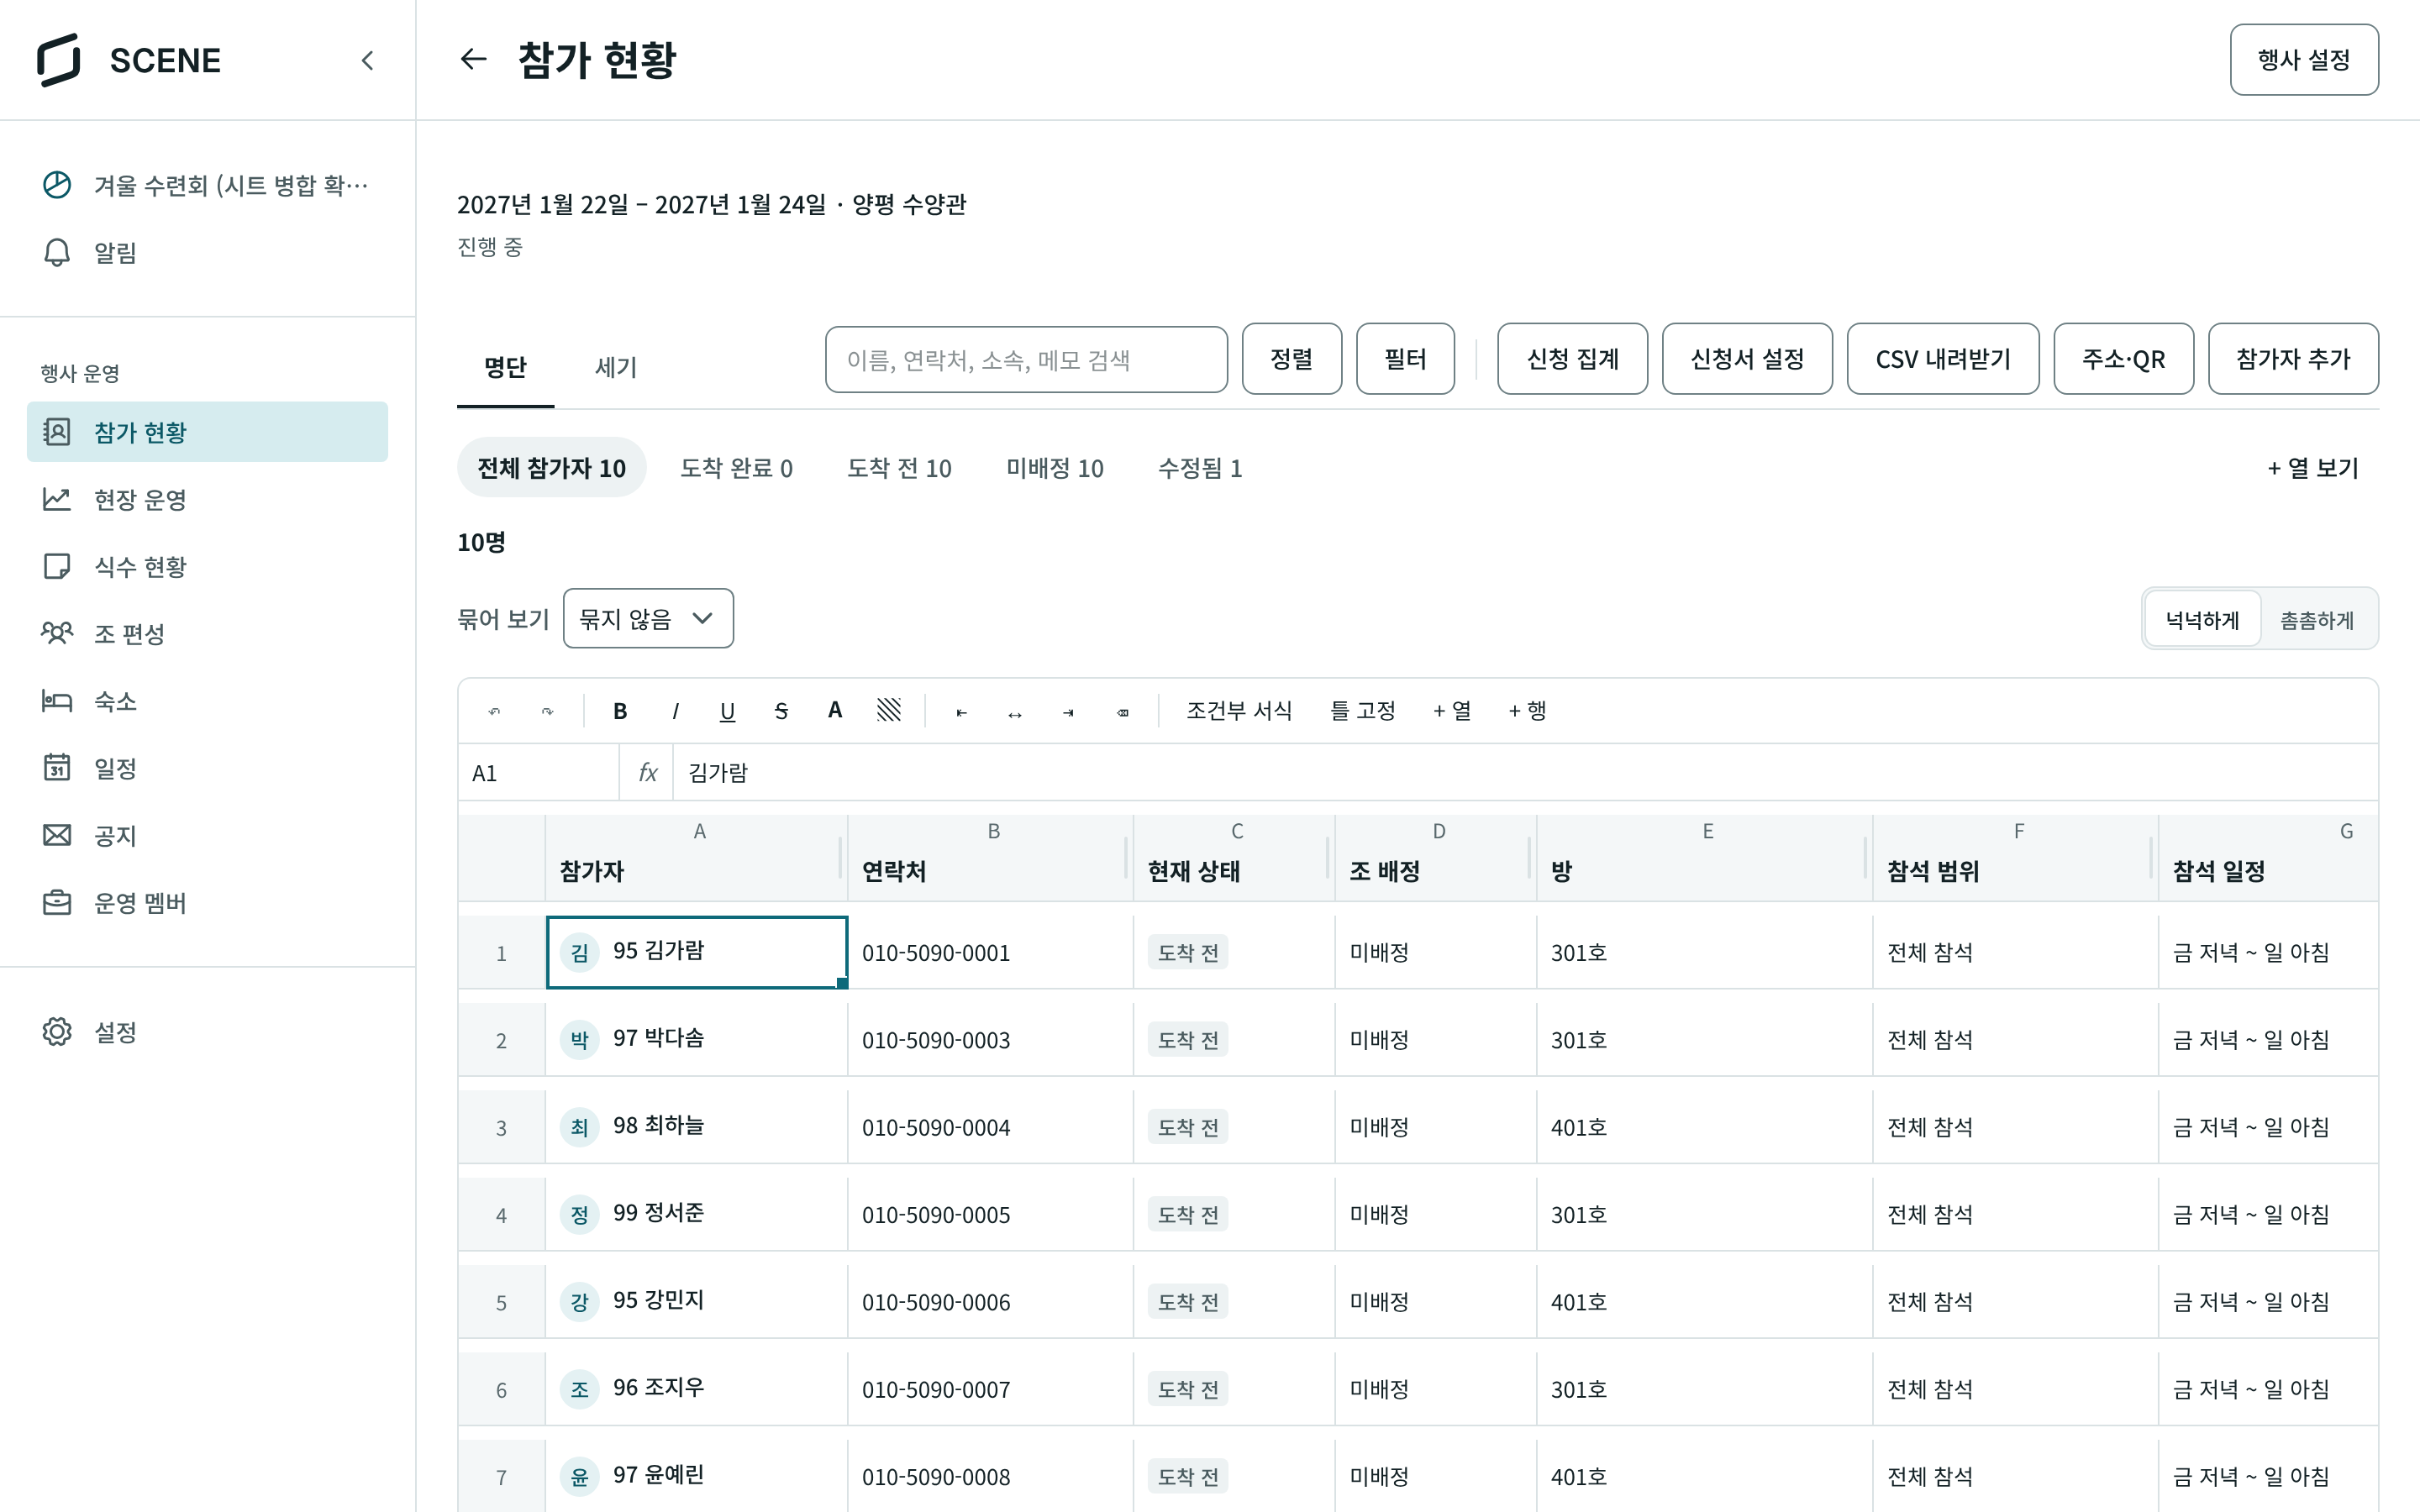 SCENE
참가 현황
행사 설정
겨울 수련회 (시트 병합 확…
알림
행사 운영
참가 현황
현장 운영
식수 현황
조 편성
숙소
31 일정
공지
운영 멤버
설정
2027년 1월 22일 – 2027년 1월 24일 · 양평 수양관
진행 중
명단 세기 이름, 연락처, 소속, 메모 검색 정렬 필터 신청 집계 신청서 설정 CSV 내려받기 주소·QR 참가자 추가
전체 참가자 10 도착 완료 0 도착 전 10 미배정 10 수정됨 1 + 열 보기
10명
묶어 보기 묶지 않음 넉넉하게 촘촘하게
↶ ↷ B I U S A ⇤ ↔ ⇥ ⌫ 조건부 서식 틀 고정 + 열 + 행
A1 fx 김가람
A B C D E F G
참가자 연락처 현재 상태 조 배정 방 참석 범위 참석 일정
1 김 95 김가람 010-5090-0001 도착 전 미배정 301호 전체 참석 금 저녁 ~ 일 아침
2 박 97 박다솜 010-5090-0003 도착 전 미배정 301호 전체 참석 금 저녁 ~ 일 아침
3 최 98 최하늘 010-5090-0004 도착 전 미배정 401호 전체 참석 금 저녁 ~ 일 아침
4 정 99 정서준 010-5090-0005 도착 전 미배정 301호 전체 참석 금 저녁 ~ 일 아침
5 강 95 강민지 010-5090-0006 도착 전 미배정 401호 전체 참석 금 저녁 ~ 일 아침
6 조 96 조지우 010-5090-0007 도착 전 미배정 301호 전체 참석 금 저녁 ~ 일 아침
7 윤 97 윤예린 010-5090-0008 도착 전 미배정 401호 전체 참석 금 저녁 ~ 일 아침